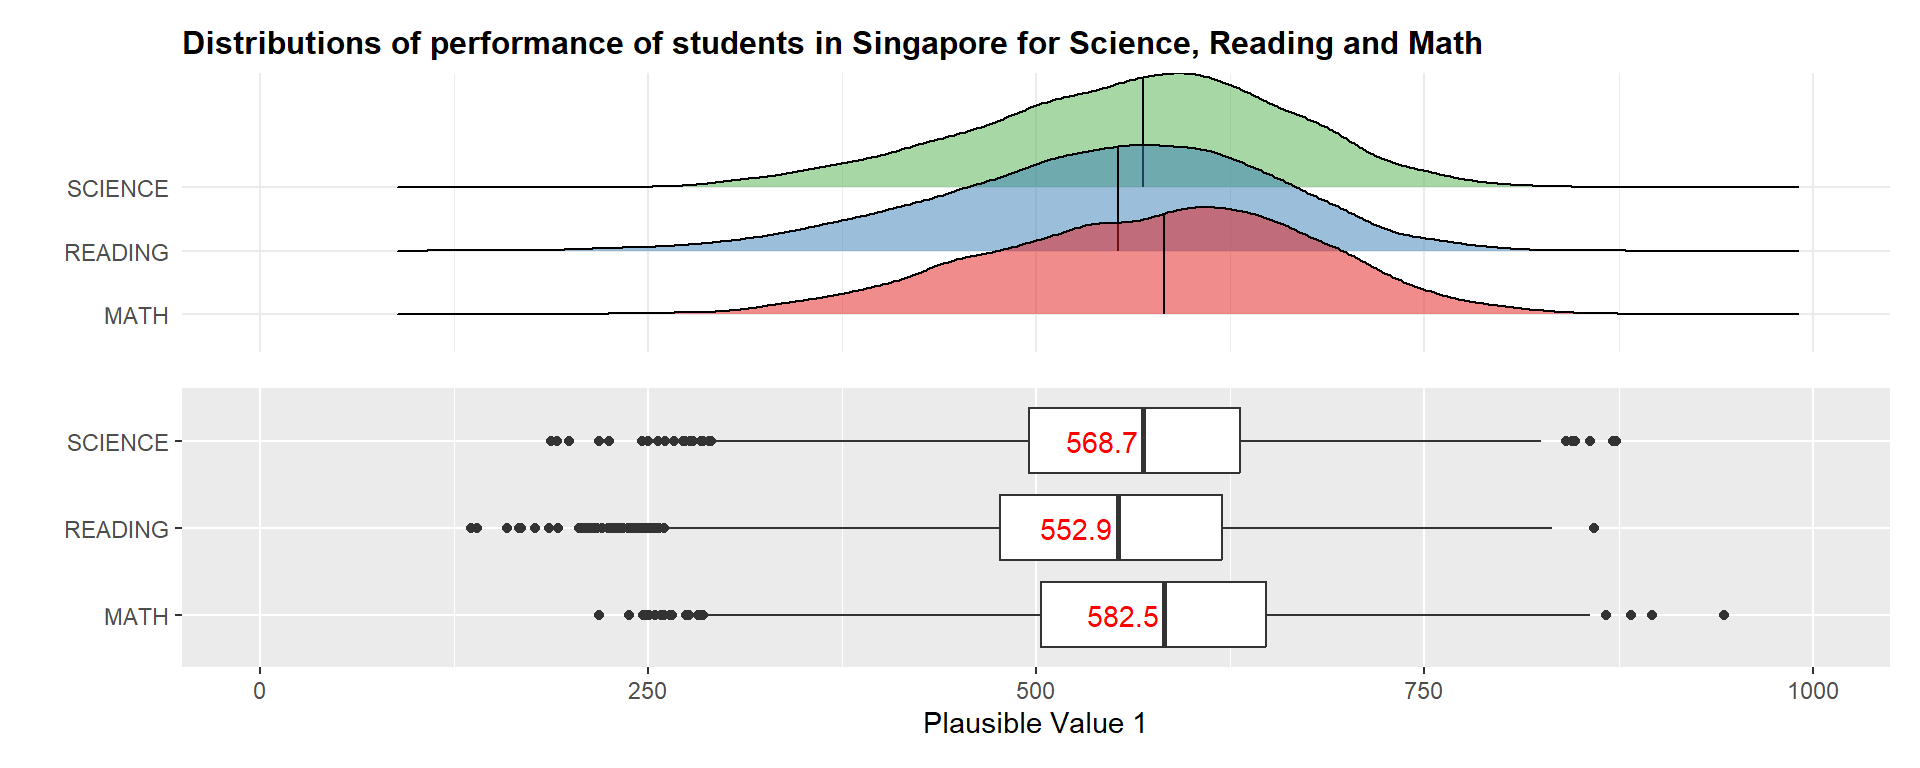 Distributions of performance of students in Singapore for Science, Reading and Math
SCIENCE
READING
MATH
SCIENCE
568.7
READING
552.9
MATH
582.5
0 250 500 750 1000
Plausible Value 1